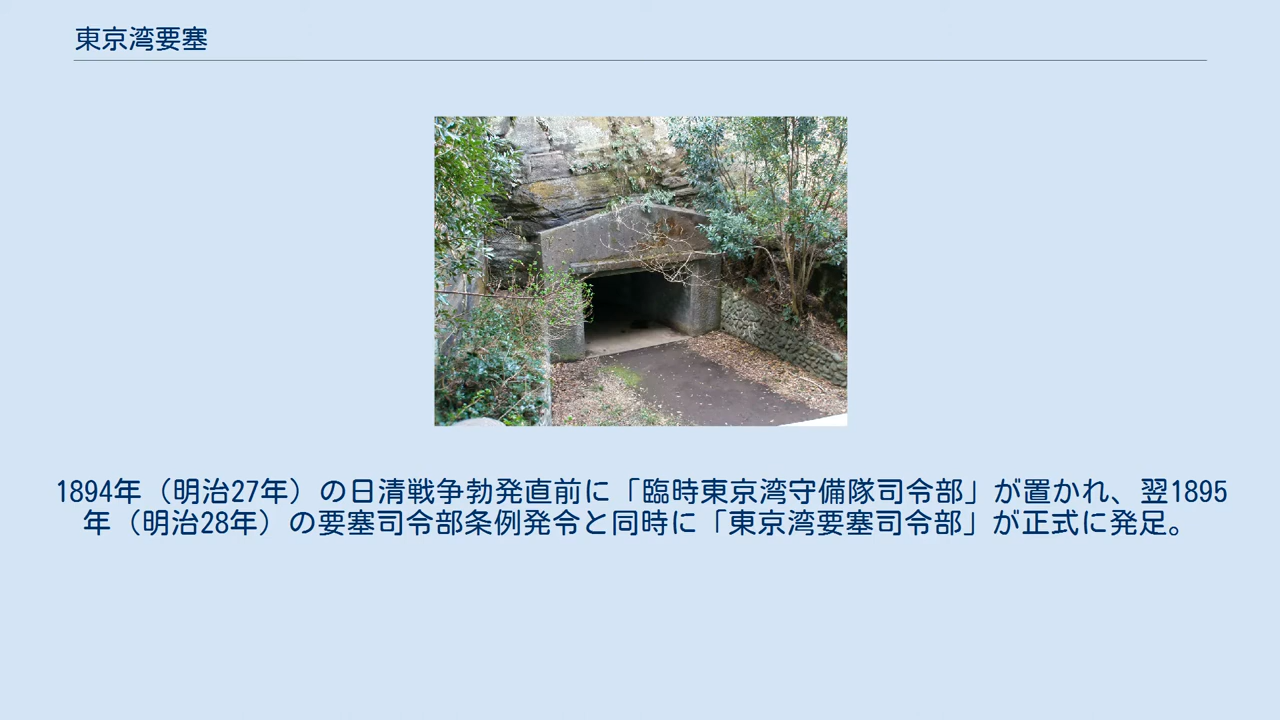 東京湾要塞
1894年（明治27年）の日清戦争勃発直前に「臨時東京湾守備隊司令部」が置かれ、翌1895
年（明治28年）の要塞司令部条例発令と同時に「東京湾要塞司令部」が正式に発足。